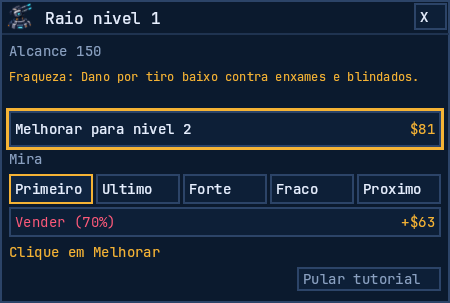 Raio nivel 1
X
Alcance 150
Fraqueza: Dano por tiro baixo contra enxames e blindados.
Melhorar para nivel 2 $81
Mira
Primeiro Ultimo Forte Fraco Proximo
Vender (70%) +$63
Clique em Melhorar
Pular tutorial